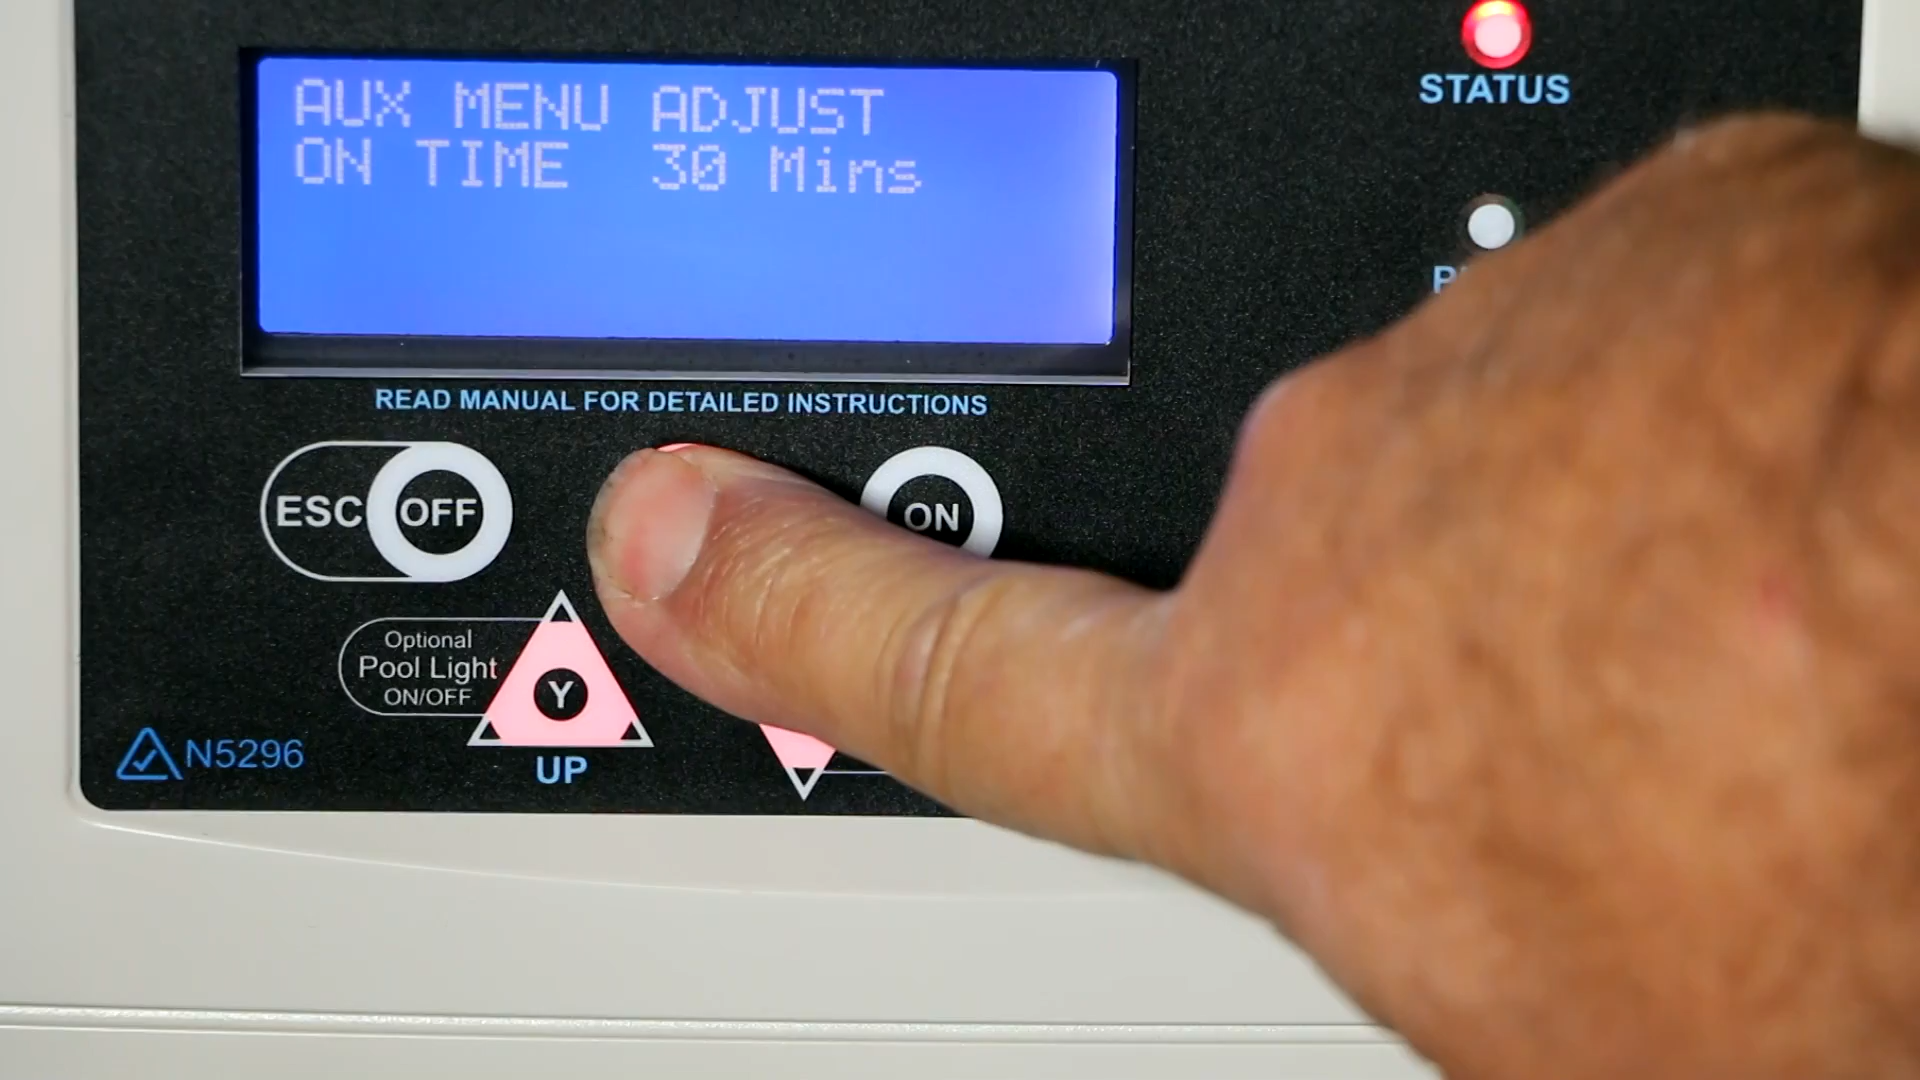 AUX MENU ADJUST
ON TIME 30 Mins
STATUS
READ MANUAL FOR DETAILED INSTRUCTIONS
ESC OFF
ON
Optional
Pool Light
ON/OFF
Y
UP
N5296